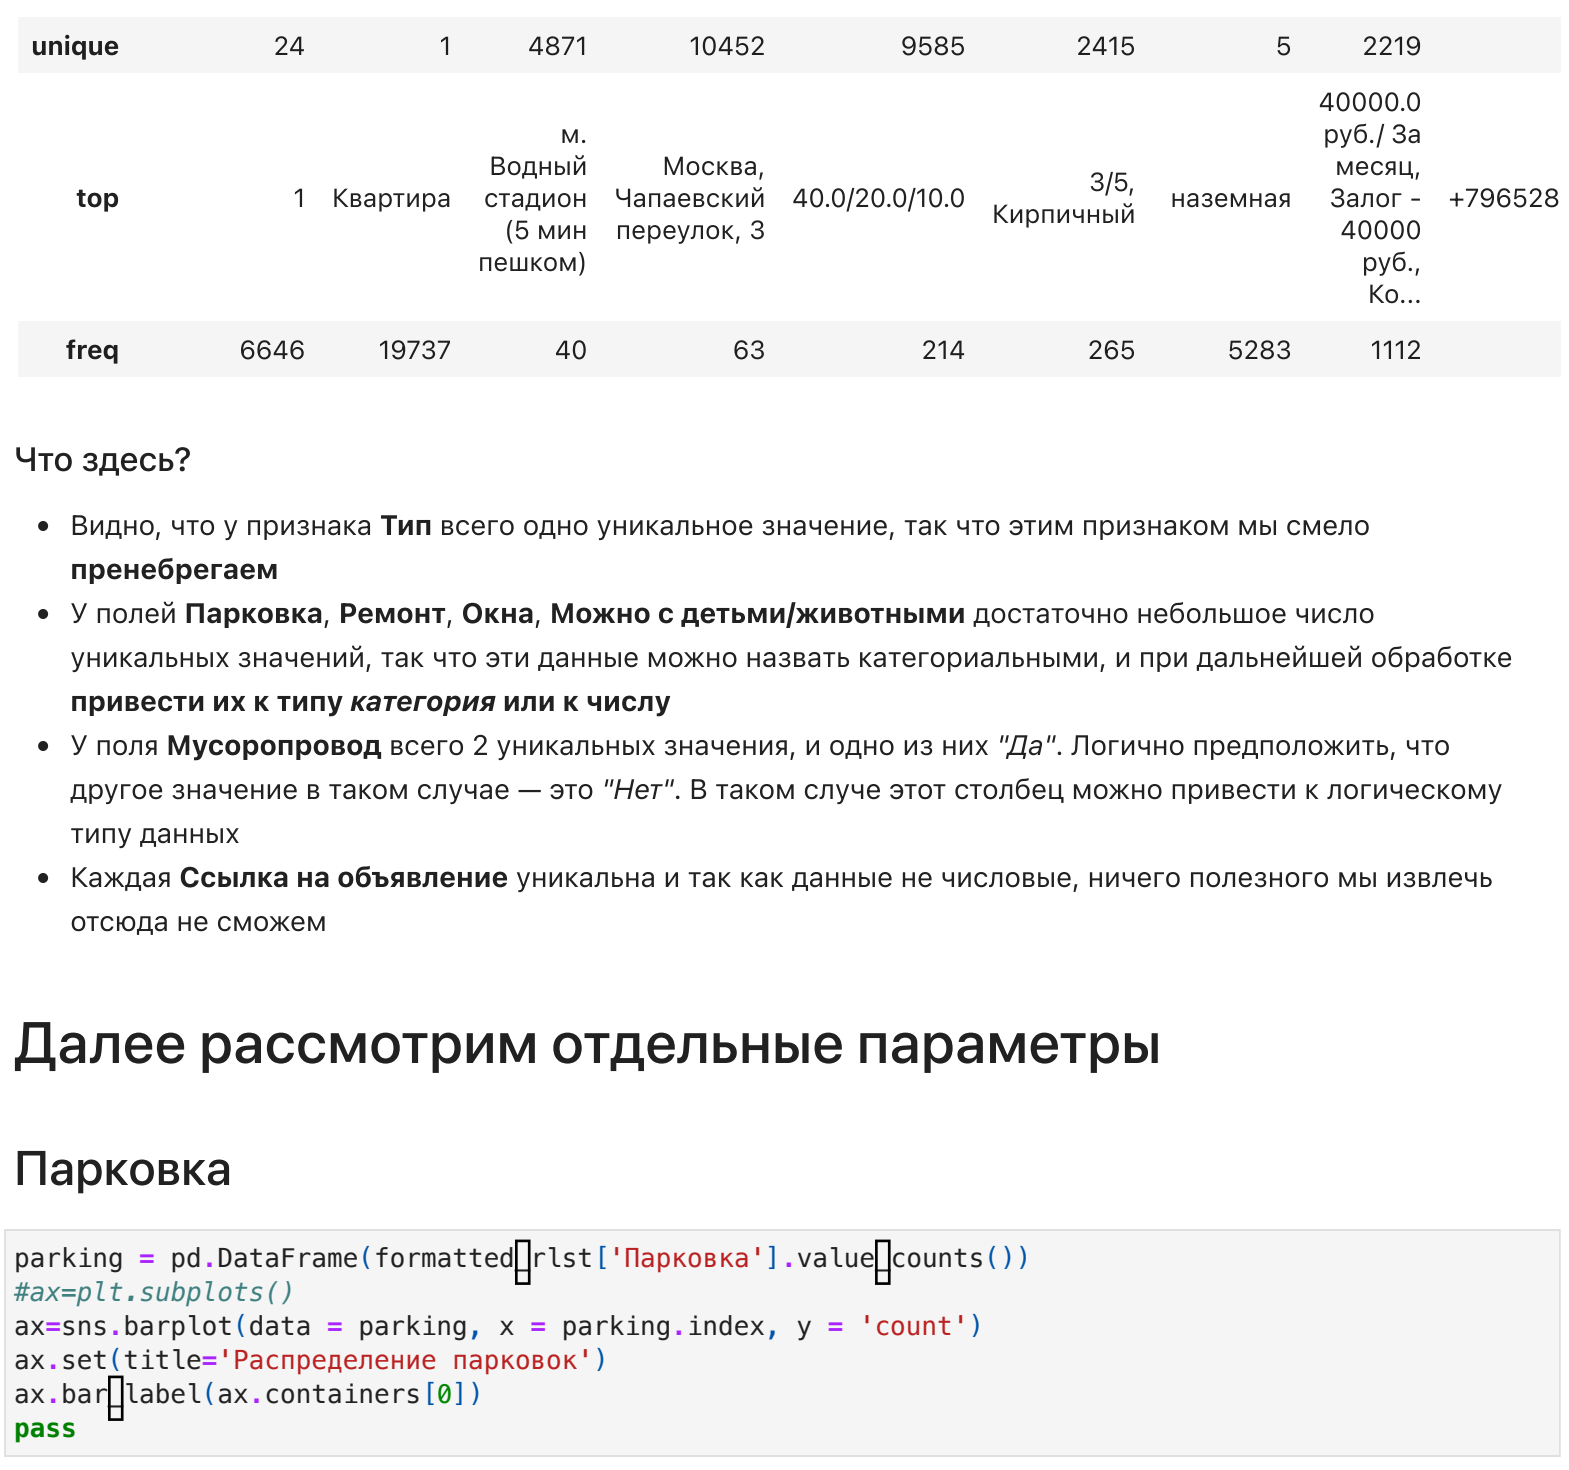 unique 24 1 4871 10452 9585 2415 5 2219
top 1 Квартира м. Водный стадион (5 мин пешком) Москва, Чапаевский переулок, 3 40.0/20.0/10.0 3/5, Кирпичный наземная 40000.0 руб./ За месяц, Залог - 40000 руб., Ко... +796528
freq 6646 19737 40 63 214 265 5283 1112
Что здесь?
• Видно, что у признака Тип всего одно уникальное значение, так что этим признаком мы смело
пренебрегаем
• У полей Парковка, Ремонт, Окна, Можно с детьми/животными достаточно небольшое число
уникальных значений, так что эти данные можно назвать категориальными, и при дальнейшей обработке
привести их к типу категория или к числу
• У поля Мусоропровод всего 2 уникальных значения, и одно из них "Да". Логично предположить, что
другое значение в таком случае — это "Нет". В таком случе этот столбец можно привести к логическому
типу данных
• Каждая Ссылка на объявление уникальна и так как данные не числовые, ничего полезного мы извлечь
отсюда не сможем
Далее рассмотрим отдельные параметры
Парковка
parking = pd.DataFrame(formatted▯rlst['Парковка'].value▯counts())
#ax=plt.subplots()
ax=sns.barplot(data = parking, x = parking.index, y = 'count')
ax.set(title='Распределение парковок')
ax.bar▯label(ax.containers[0])
pass